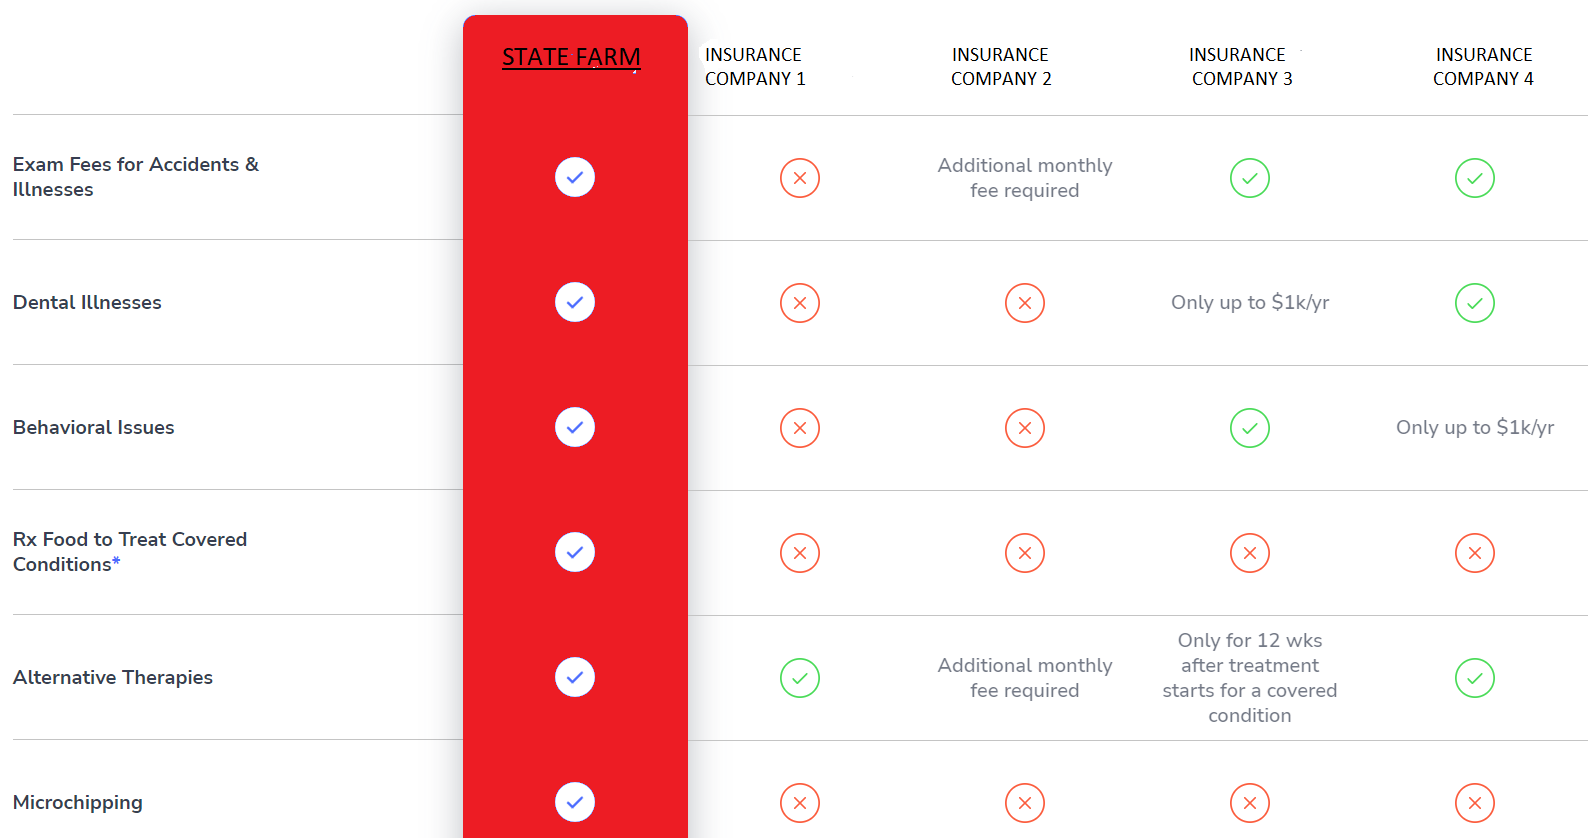 STATE FARM
INSURANCE
COMPANY 1
INSURANCE
COMPANY 2
INSURANCE
COMPANY 3
INSURANCE
COMPANY 4
Exam Fees for Accidents &
Illnesses
Additional monthly
fee required
Dental Illnesses
Only up to $1k/yr
Behavioral Issues
Only up to $1k/yr
Rx Food to Treat Covered
Conditions*
Alternative Therapies
Additional monthly
fee required
Only for 12 wks
after treatment
starts for a covered
condition
Microchipping